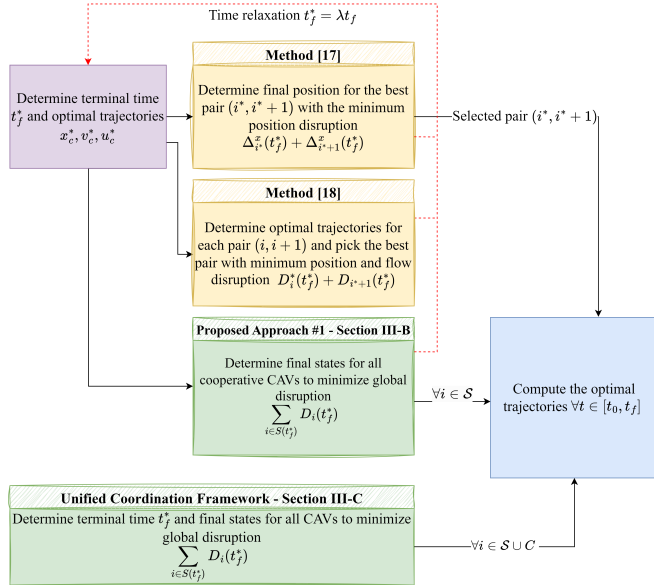 Time relaxation $t_f^* = \lambda t_f$
Method [17]
Determine terminal time
$t_f^*$ and optimal trajectories
$x_c^*, v_c^*, u_c^*$
Determine final position for the best
pair $(i^*, i^* + 1)$ with the minimum
position disruption
$\Delta_{i^*}^x(t_f^*) + \Delta_{i^*+1}^x(t_f^*)$
Selected pair $(i^*, i^* + 1)$
Method [18]
Determine optimal trajectories for
each pair $(i, i + 1)$ and pick the best
pair with minimum position and flow
disruption $D_i^*(t_f^*) + D_{i^*+1}(t_f^*)$
Proposed Approach #1 - Section III-B
Determine final states for all
cooperative CAVs to minimize global
disruption
$\sum_{i \in S(t_f^*)} D_i(t_f^*)$
$\forall i \in \mathcal{S}$
Compute the optimal
trajectories $\forall t \in [t_0, t_f]$
Unified Coordination Framework - Section III-C
Determine terminal time $t_f^*$ and final states for all CAVs to minimize
global disruption
$\sum_{i \in S(t_f^*)} D_i(t_f^*)$
$\forall i \in \mathcal{S} \cup C$